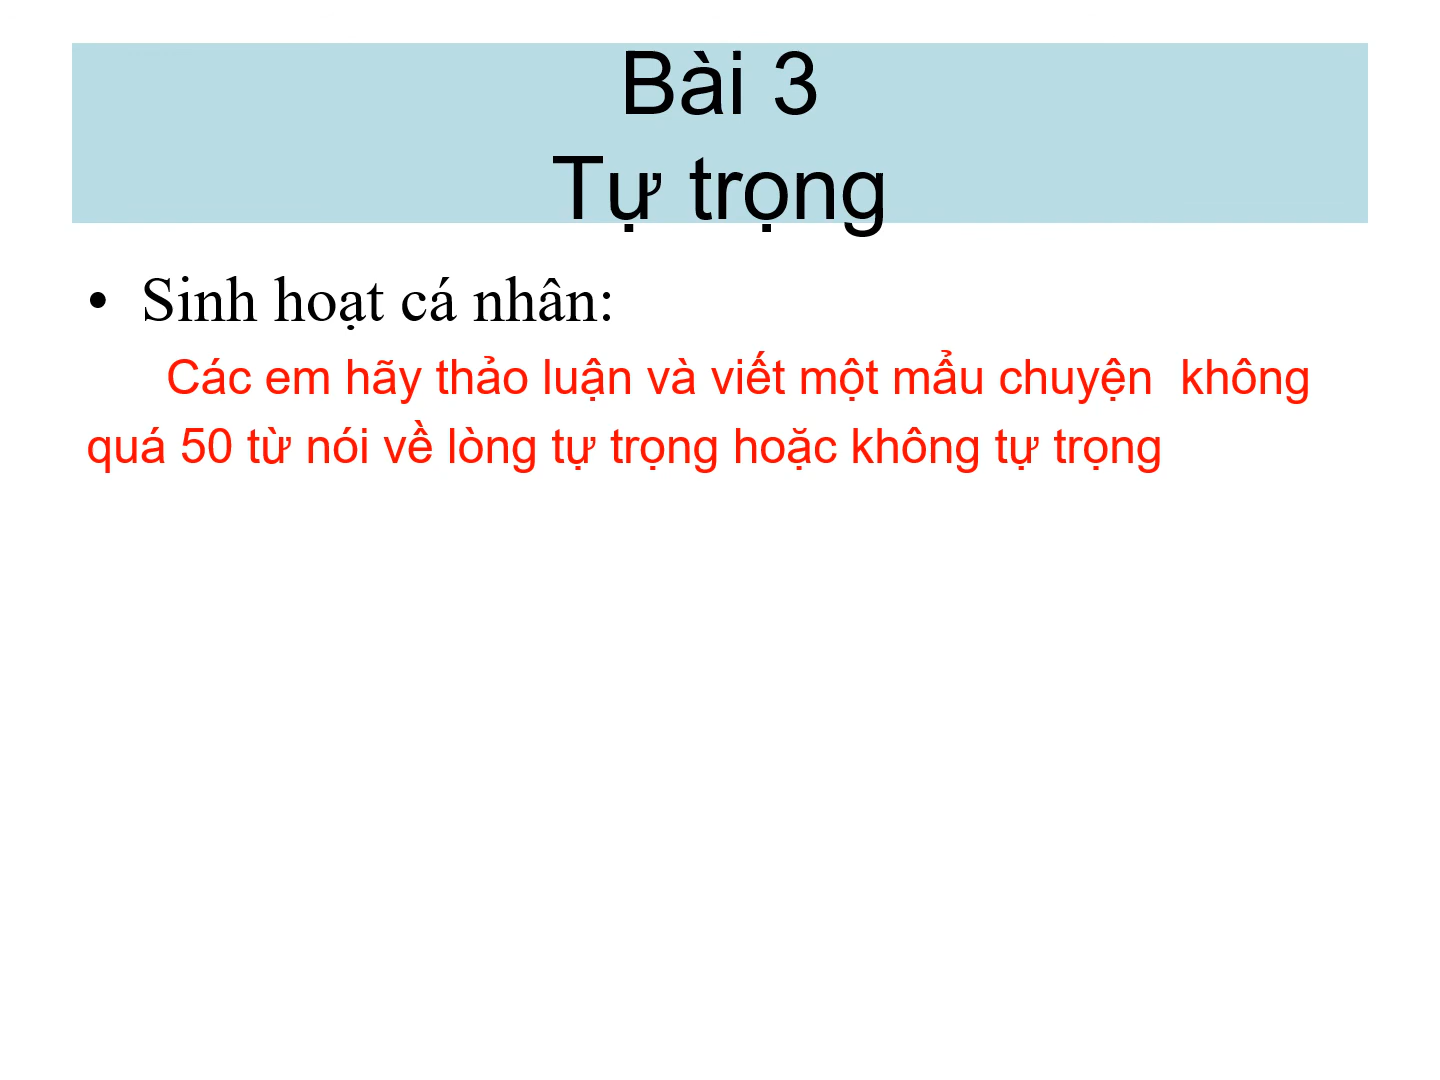 Bài 3
Tự trọng
• Sinh hoạt cá nhân:
Các em hãy thảo luận và viết một mẩu chuyện  không
quá 50 từ nói về lòng tự trọng hoặc không tự trọng